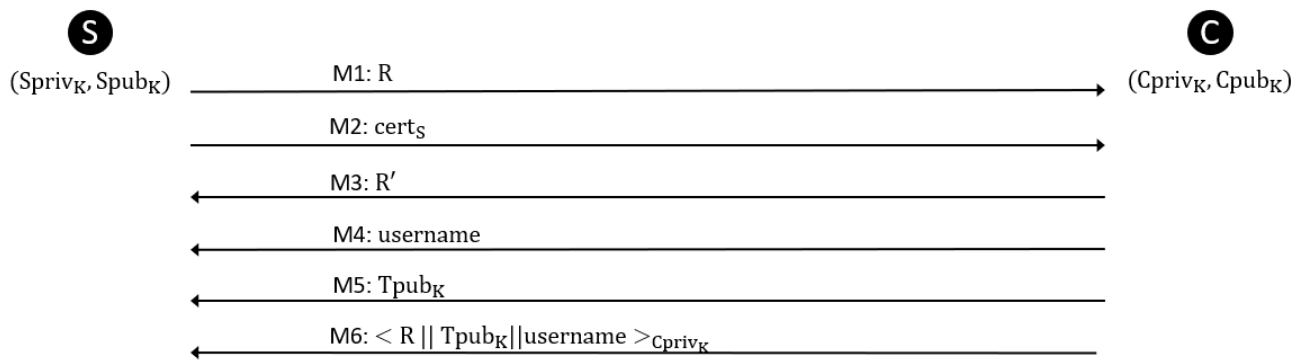 S
C
(Spriv_K, Spub_K)
M1: R
(Cpriv_K, Cpub_K)
M2: cert_S
M3: R′
M4: username
M5: Tpub_K
M6: < R || Tpub_K||username >_Cpriv_K